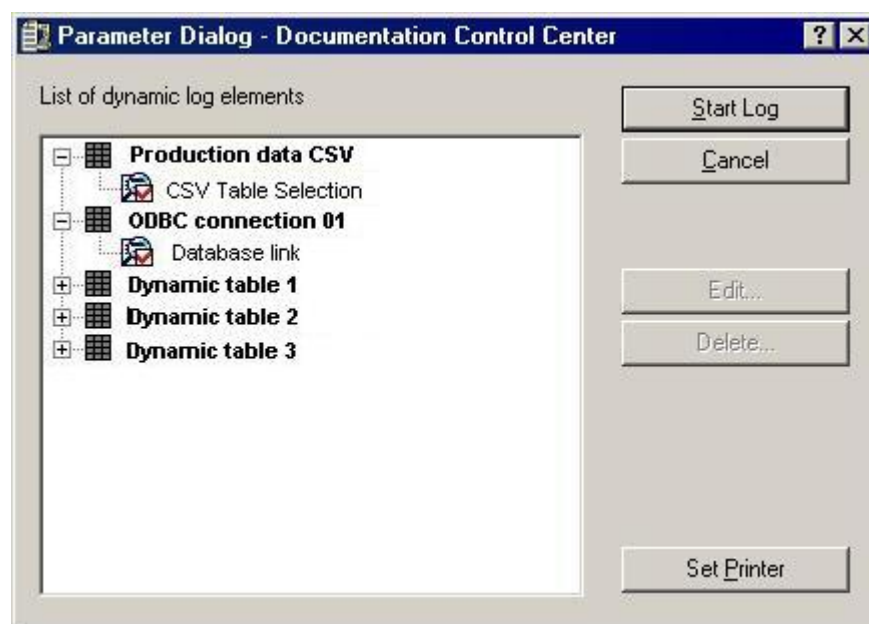 Parameter Dialog - Documentation Control Center
List of dynamic log elements
Production data CSV
CSV Table Selection
ODBC connection 01
Database link
Dynamic table 1
Dynamic table 2
Dynamic table 3
Start Log
Cancel
Edit...
Delete...
Set Printer